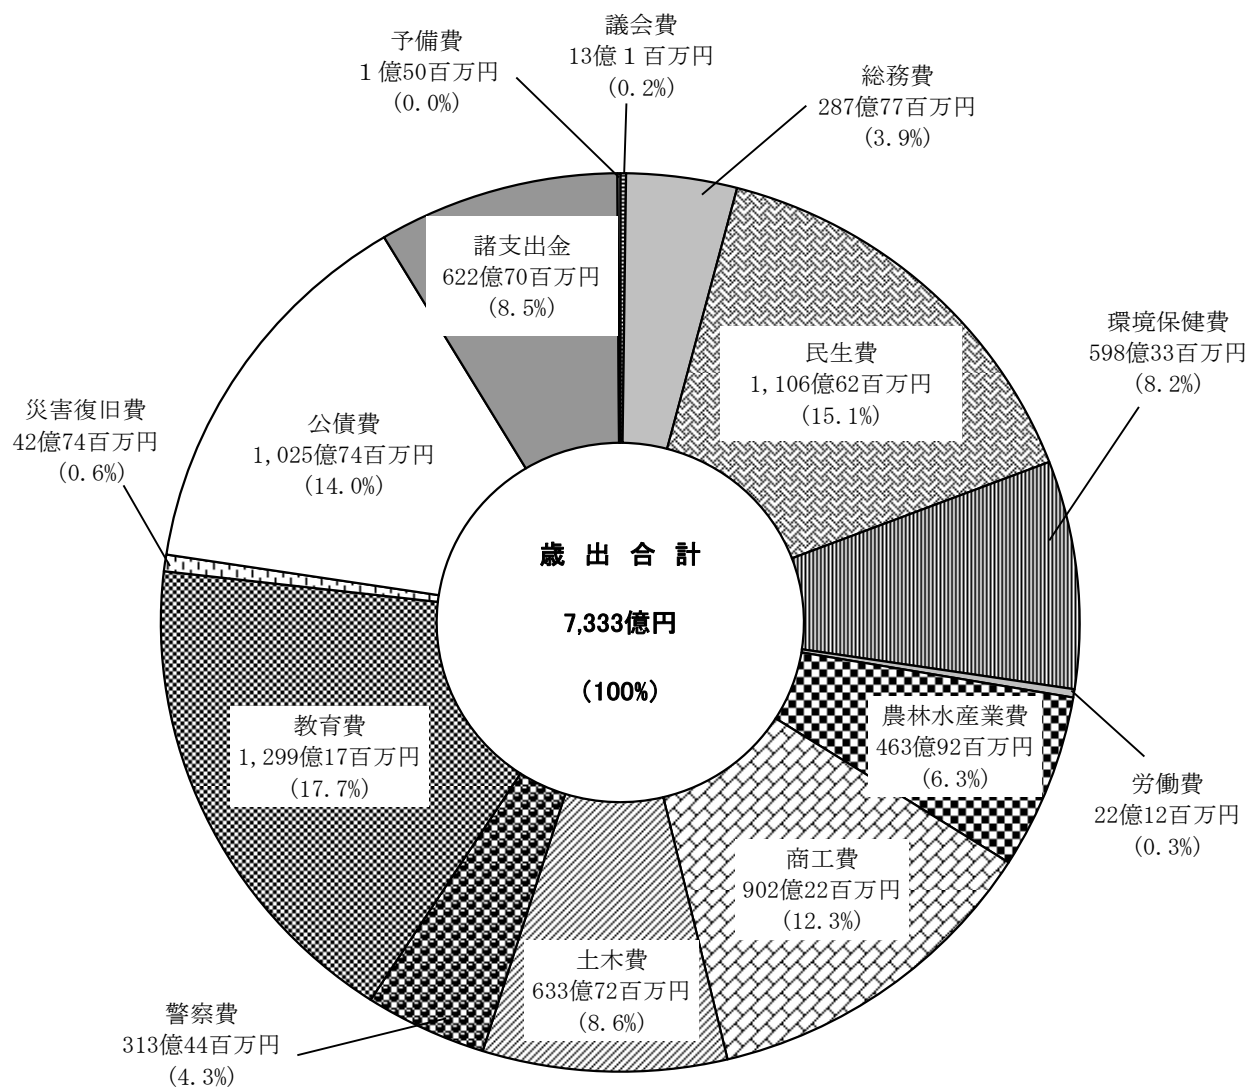 予備費
1億50百万円
(0.0%)
議会費
13億1百万円
(0.2%)
総務費
287億77百万円
(3.9%)
民生費
1,106億62百万円
(15.1%)
環境保健費
598億33百万円
(8.2%)
労働費
22億12百万円
(0.3%)
農林水産業費
463億92百万円
(6.3%)
商工費
902億22百万円
(12.3%)
土木費
633億72百万円
(8.6%)
警察費
313億44百万円
(4.3%)
教育費
1,299億17百万円
(17.7%)
災害復旧費
42億74百万円
(0.6%)
公債費
1,025億74百万円
(14.0%)
諸支出金
622億70百万円
(8.5%)
歳出合計
7,333億円
(100%)